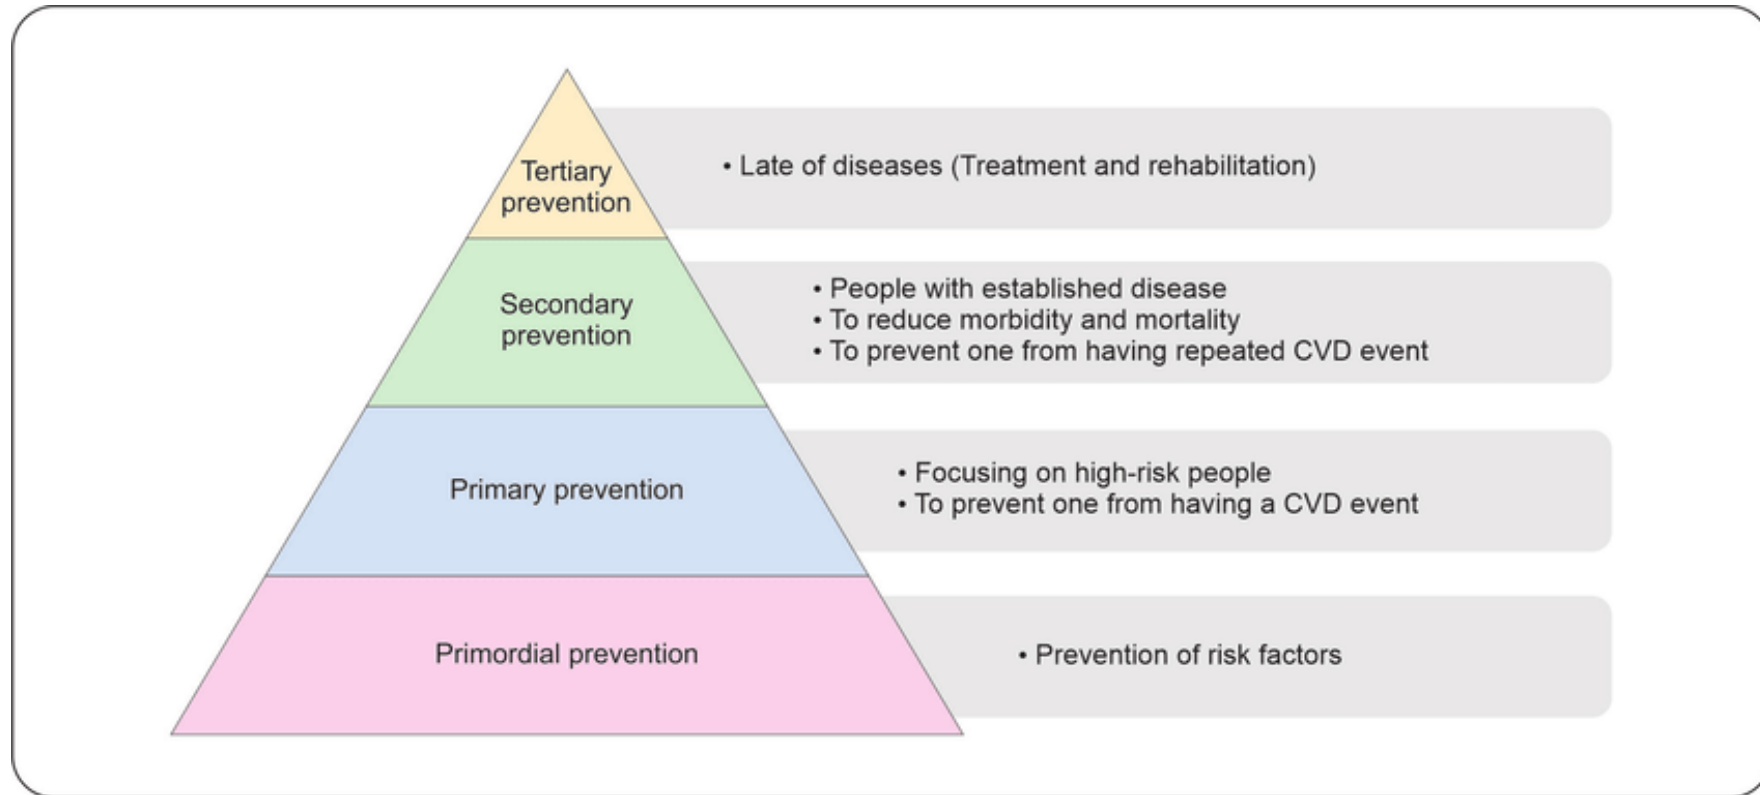 Tertiary
prevention
• Late of diseases (Treatment and rehabilitation)
Secondary
prevention
• People with established disease
• To reduce morbidity and mortality
• To prevent one from having repeated CVD event
Primary prevention
• Focusing on high-risk people
• To prevent one from having a CVD event
Primordial prevention
• Prevention of risk factors